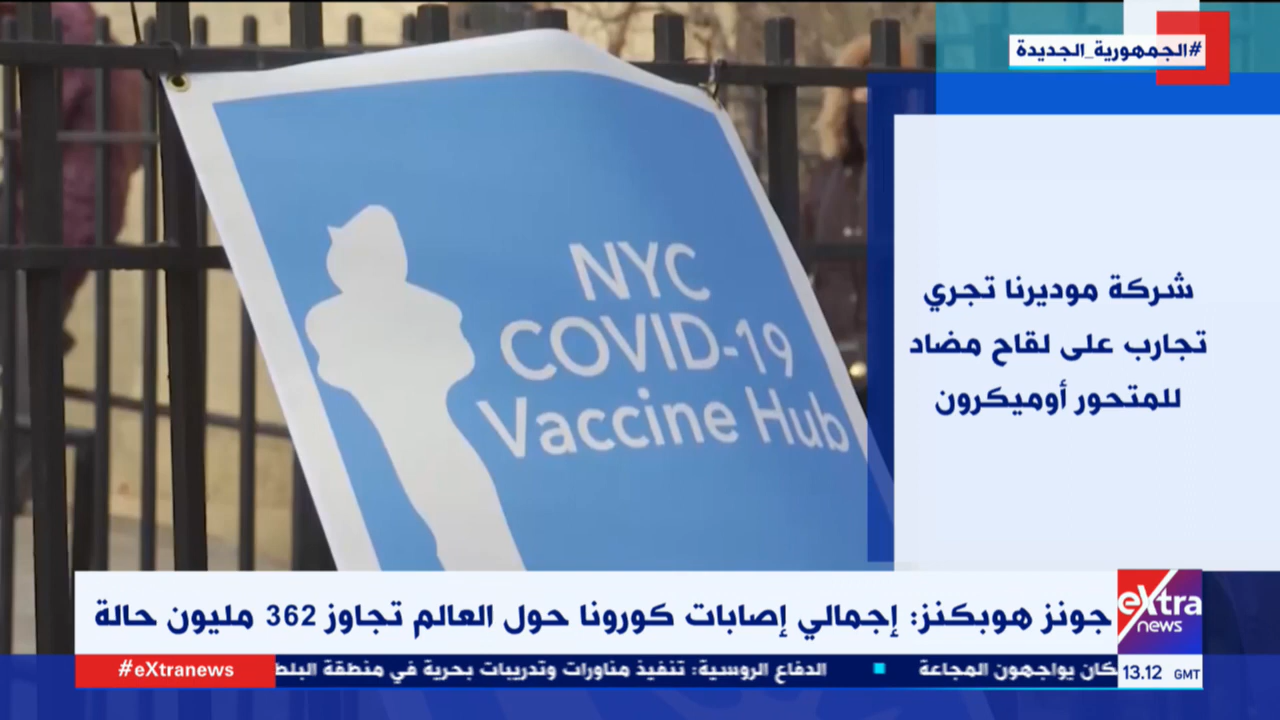 #الجمهورية_الجديدة
NYC
COVID-19
Vaccine Hub
شركة موديرنا تجري
تجارب على لقاح مضاد
للمتحور أوميكرون
جونز هوبكنز: إجمالي إصابات كورونا حول العالم تجاوز 362 مليون حالة
eXtra
news
#eXtranews
كان يواجهون المجاعة ■ الدفاع الروسية: تنفيذ مناورات وتدريبات بحرية في منطقة البلط
13.12 GMT